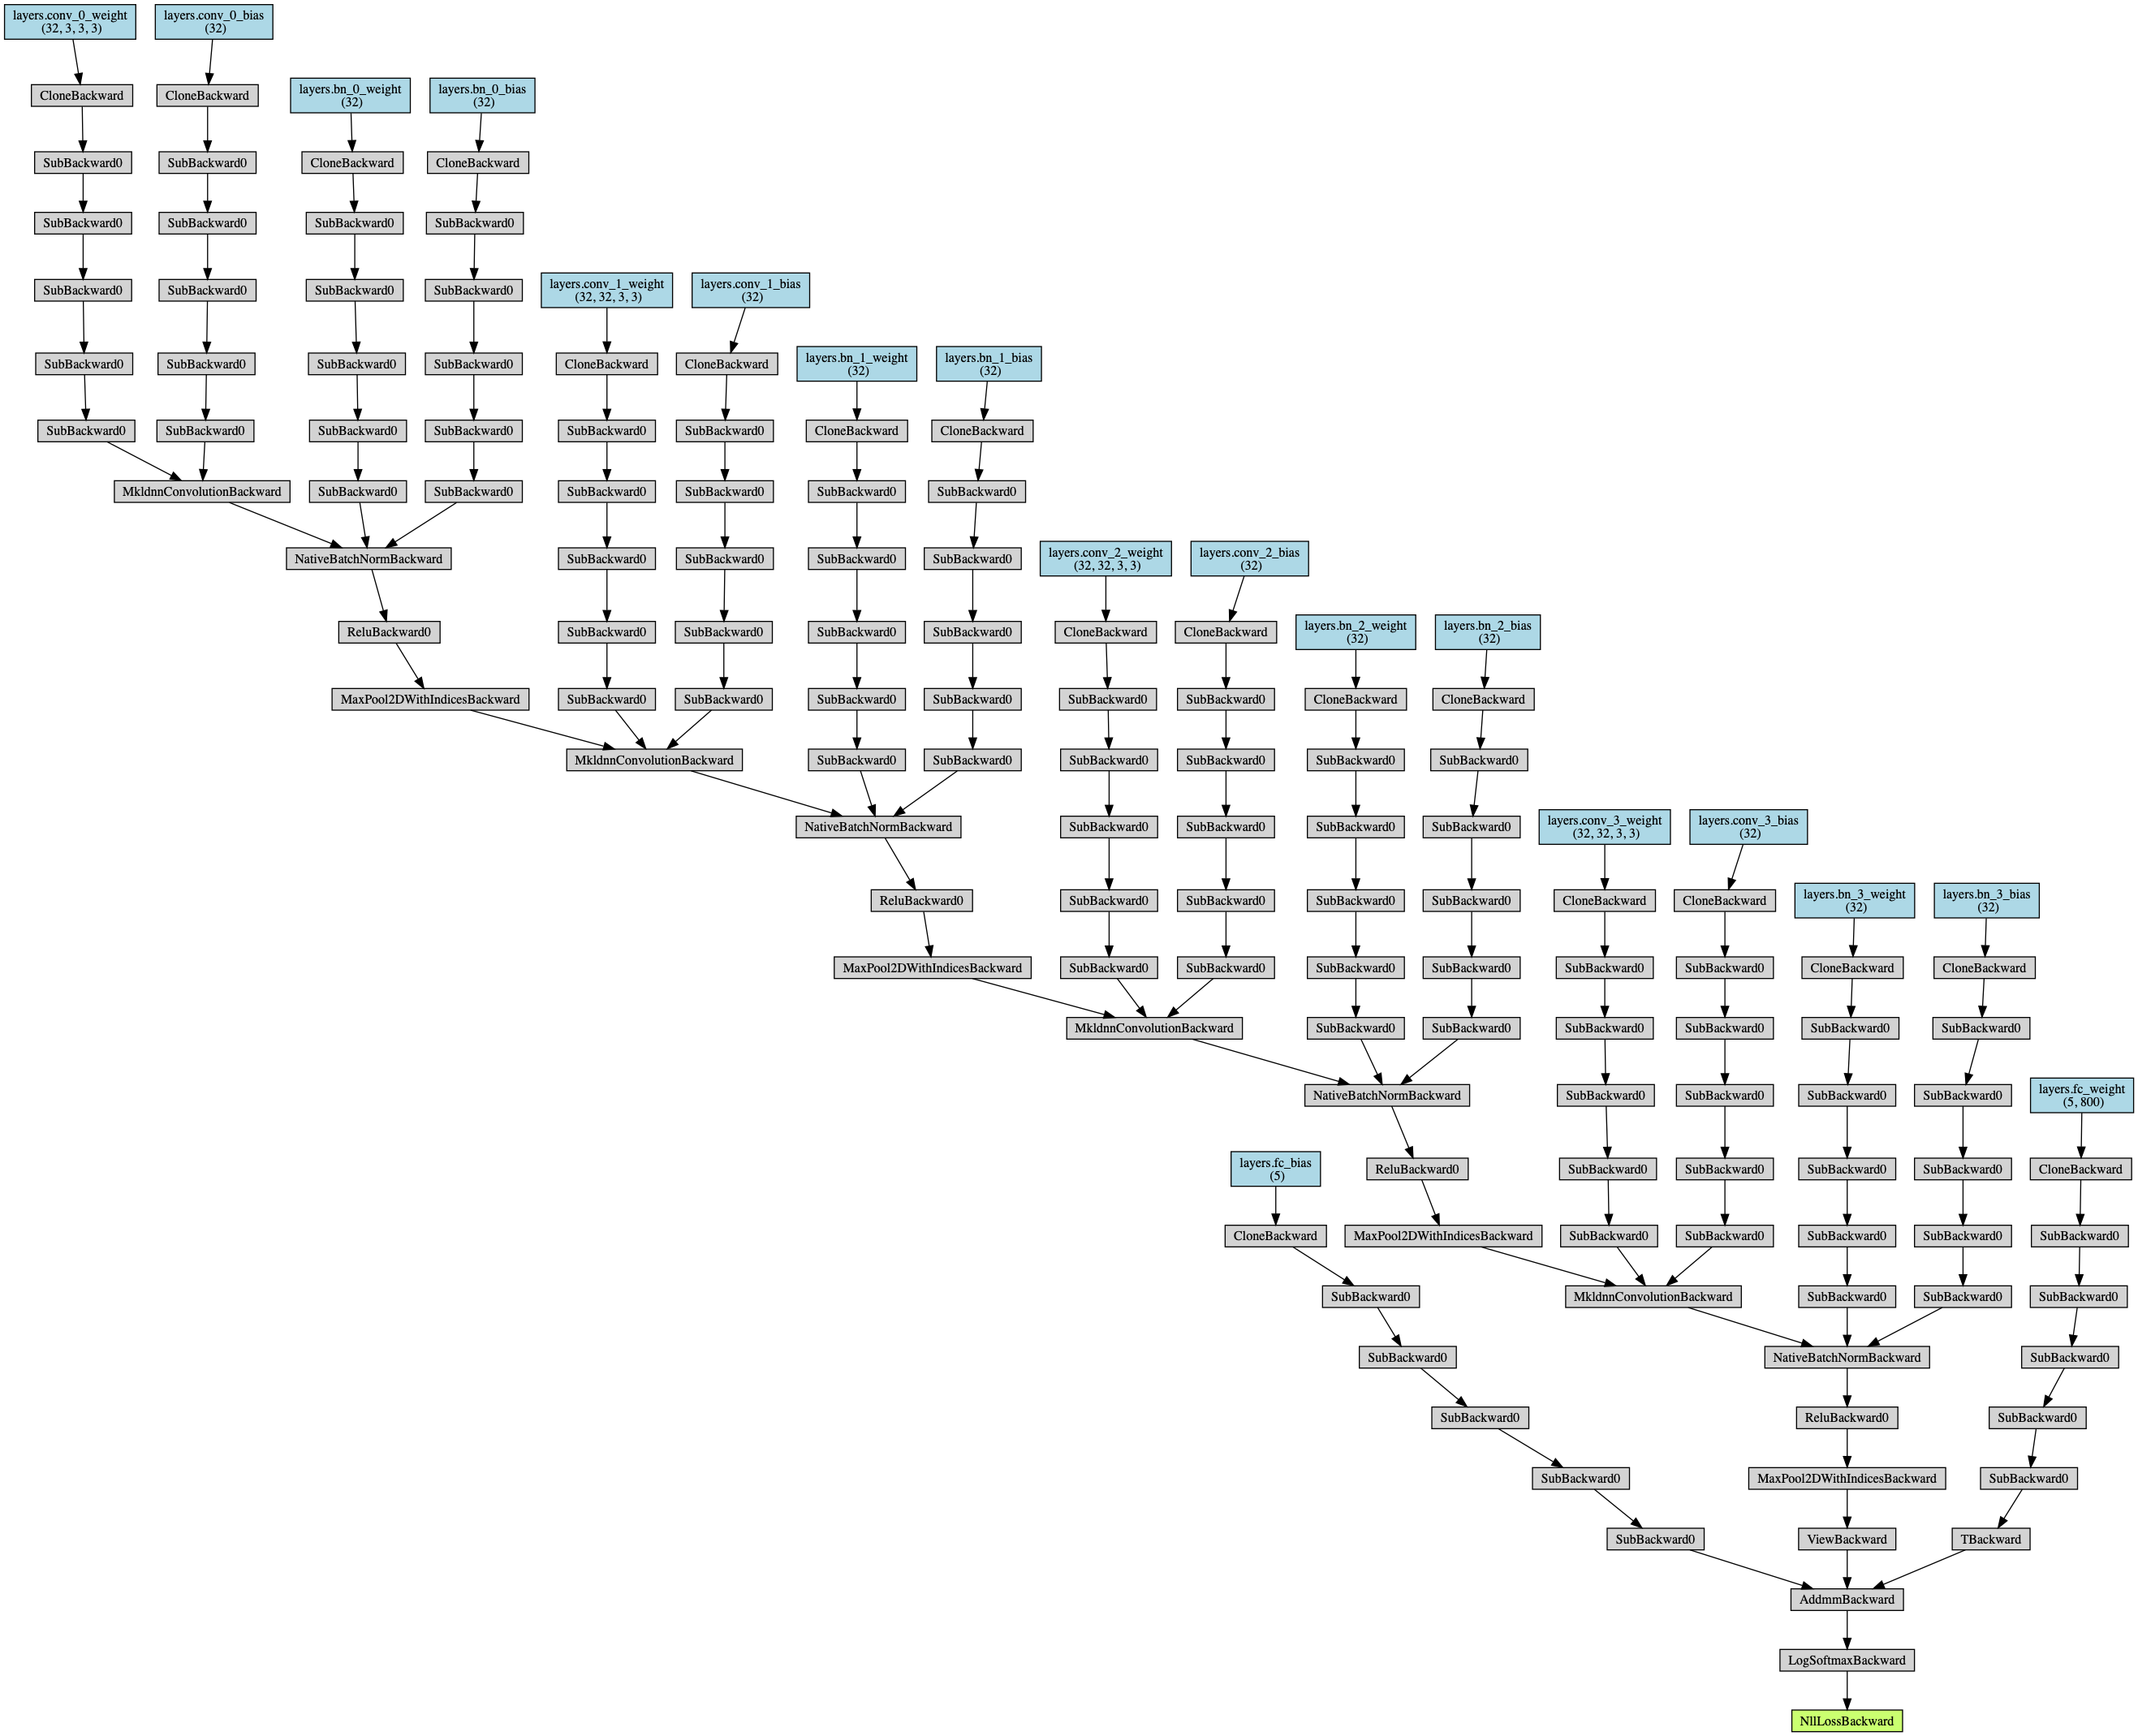 layers.conv_0_weight layers.conv_0_bias
(32, 3, 3, 3) (32)
CloneBackward CloneBackward layers.bn_0_weight layers.bn_0_bias
(32) (32)
SubBackward0 SubBackward0 CloneBackward CloneBackward
SubBackward0 SubBackward0 SubBackward0 SubBackward0
SubBackward0 SubBackward0 SubBackward0 SubBackward0 layers.conv_1_weight layers.conv_1_bias
(32, 32, 3, 3) (32)
SubBackward0 SubBackward0 SubBackward0 SubBackward0 CloneBackward CloneBackward layers.bn_1_weight layers.bn_1_bias
(32) (32)
SubBackward0 SubBackward0 SubBackward0 SubBackward0 SubBackward0 SubBackward0 CloneBackward CloneBackward
MkldnnConvolutionBackward SubBackward0 SubBackward0 SubBackward0 SubBackward0 SubBackward0 SubBackward0
NativeBatchNormBackward SubBackward0 SubBackward0 SubBackward0 SubBackward0 layers.conv_2_weight layers.conv_2_bias
(32, 32, 3, 3) (32)
ReluBackward0 SubBackward0 SubBackward0 SubBackward0 SubBackward0 CloneBackward CloneBackward layers.bn_2_weight layers.bn_2_bias
(32) (32)
MaxPool2DWithIndicesBackward SubBackward0 SubBackward0 SubBackward0 SubBackward0 SubBackward0 SubBackward0 CloneBackward CloneBackward
MkldnnConvolutionBackward SubBackward0 SubBackward0 SubBackward0 SubBackward0 SubBackward0 SubBackward0
NativeBatchNormBackward SubBackward0 SubBackward0 SubBackward0 SubBackward0 layers.conv_3_weight layers.conv_3_bias
(32, 32, 3, 3) (32)
ReluBackward0 SubBackward0 SubBackward0 SubBackward0 SubBackward0 CloneBackward CloneBackward layers.bn_3_weight layers.bn_3_bias
(32) (32)
MaxPool2DWithIndicesBackward SubBackward0 SubBackward0 SubBackward0 SubBackward0 SubBackward0 SubBackward0 CloneBackward CloneBackward
MkldnnConvolutionBackward SubBackward0 SubBackward0 SubBackward0 SubBackward0 SubBackward0 SubBackward0
NativeBatchNormBackward SubBackward0 SubBackward0 SubBackward0 SubBackward0 layers.fc_weight
(5, 800)
layers.fc_bias ReluBackward0 SubBackward0 SubBackward0 SubBackward0 SubBackward0 CloneBackward
(5)
CloneBackward MaxPool2DWithIndicesBackward SubBackward0 SubBackward0 SubBackward0 SubBackward0 SubBackward0
SubBackward0 MkldnnConvolutionBackward SubBackward0 SubBackward0 SubBackward0
SubBackward0 NativeBatchNormBackward SubBackward0
SubBackward0 ReluBackward0 SubBackward0
SubBackward0 MaxPool2DWithIndicesBackward SubBackward0
SubBackward0 ViewBackward TBackward
AddmmBackward
LogSoftmaxBackward
NllLossBackward